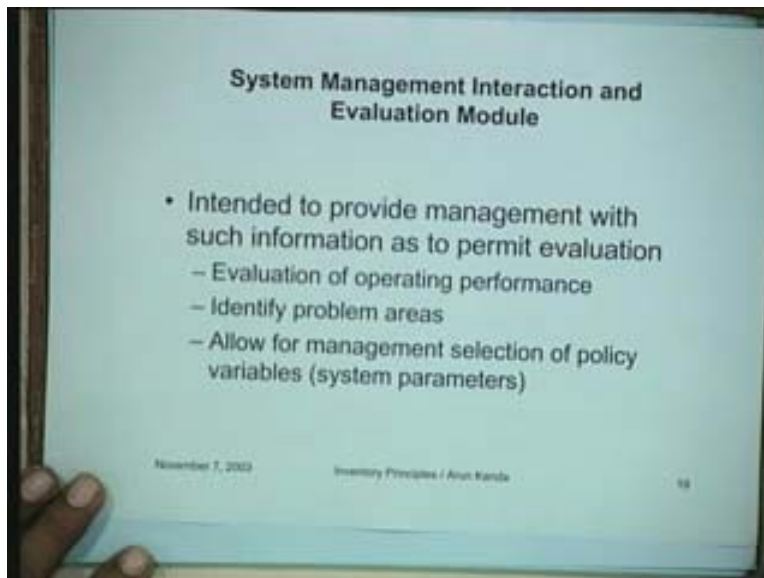 System Management Interaction and
Evaluation Module
• Intended to provide management with
such information as to permit evaluation
– Evaluation of operating performance
– Identify problem areas
– Allow for management selection of policy
variables (system parameters)
November 7, 2003 Inventory Principles / Arun Kanda